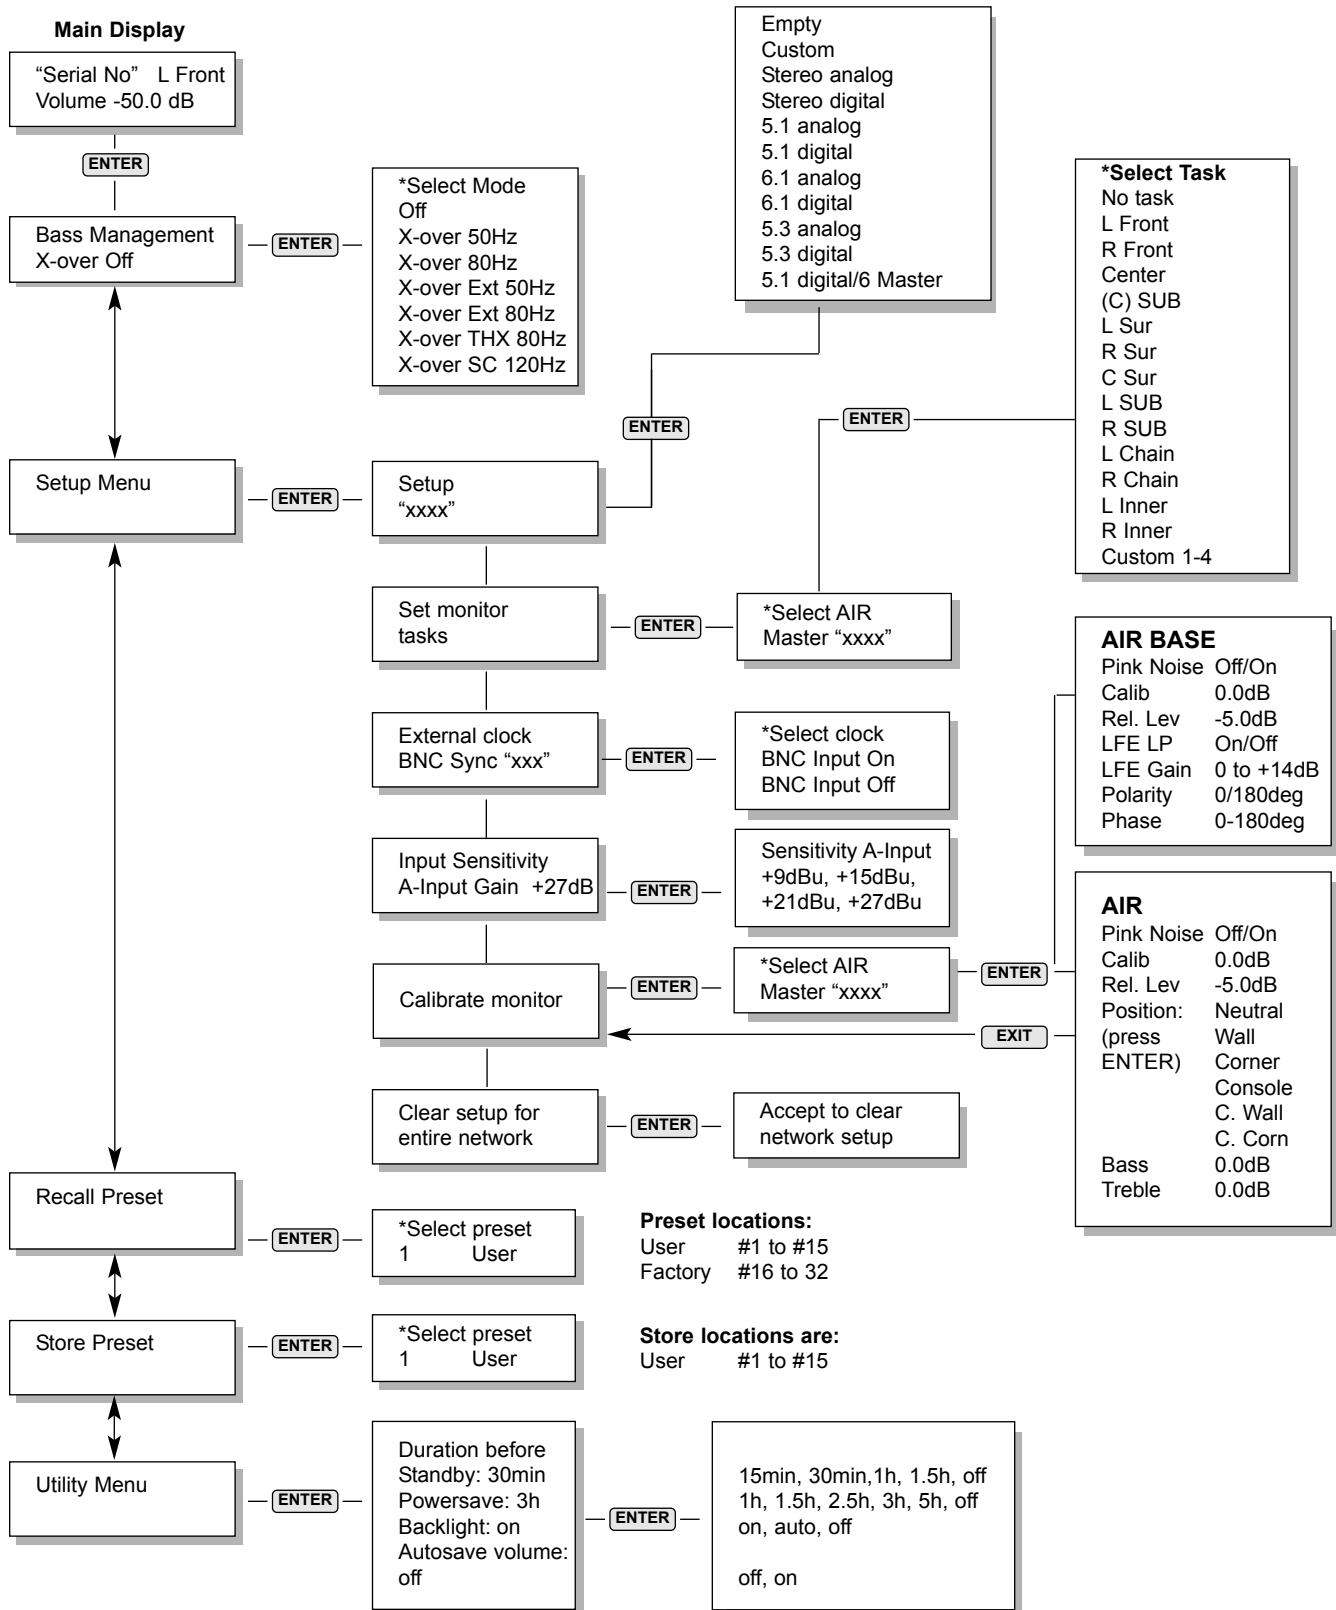 Main Display
“Serial No” L Front
Volume -50.0 dB
ENTER
Bass Management
X-over Off
ENTER
*Select Mode
Off
X-over 50Hz
X-over 80Hz
X-over Ext 50Hz
X-over Ext 80Hz
X-over THX 80Hz
X-over SC 120Hz
Empty
Custom
Stereo analog
Stereo digital
5.1 analog
5.1 digital
6.1 analog
6.1 digital
5.3 analog
5.3 digital
5.1 digital/6 Master
*Select Task
No task
L Front
R Front
Center
(C) SUB
L Sur
R Sur
C Sur
L SUB
R SUB
L Chain
R Chain
L Inner
R Inner
Custom 1-4
ENTER
ENTER
Setup Menu
ENTER
Setup
“xxxx”
Set monitor
tasks
ENTER
*Select AIR
Master “xxxx”
External clock
BNC Sync “xxx”
ENTER
*Select clock
BNC Input On
BNC Input Off
Input Sensitivity
A-Input Gain +27dB
ENTER
Sensitivity A-Input
+9dBu, +15dBu,
+21dBu, +27dBu
Calibrate monitor
ENTER
*Select AIR
Master “xxxx”
ENTER
EXIT
AIR BASE
Pink Noise Off/On
Calib 0.0dB
Rel. Lev -5.0dB
LFE LP On/Off
LFE Gain 0 to +14dB
Polarity 0/180deg
Phase 0-180deg
AIR
Pink Noise Off/On
Calib 0.0dB
Rel. Lev -5.0dB
Position: Neutral
(press Wall
ENTER) Corner
Console
C. Wall
C. Corn
Bass 0.0dB
Treble 0.0dB
Clear setup for
entire network
ENTER
Accept to clear
network setup
Recall Preset
ENTER
*Select preset
1 User
Preset locations:
User #1 to #15
Factory #16 to 32
Store Preset
ENTER
*Select preset
1 User
Store locations are:
User #1 to #15
Utility Menu
ENTER
Duration before
Standby: 30min
Powersave: 3h
Backlight: on
Autosave volume:
off
ENTER
15min, 30min,1h, 1.5h, off
1h, 1.5h, 2.5h, 3h, 5h, off
on, auto, off
off, on